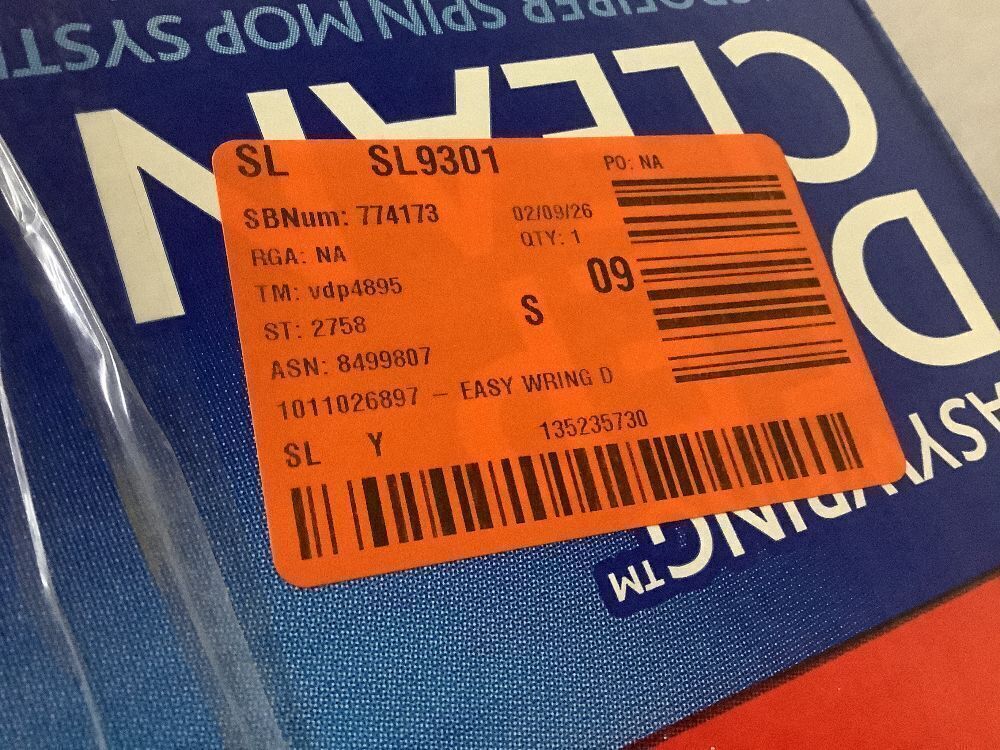 SL SL9301 PO: NA
SBNum: 774173 02/09/26
RGA: NA QTY: 1
TM: vdp4895 S 09
ST: 2758
ASN: 8499807
1011026897 - EASY WRING D
SL Y 135235730
EASYWRING™
CLEAN
SPIN MOP SYSTE